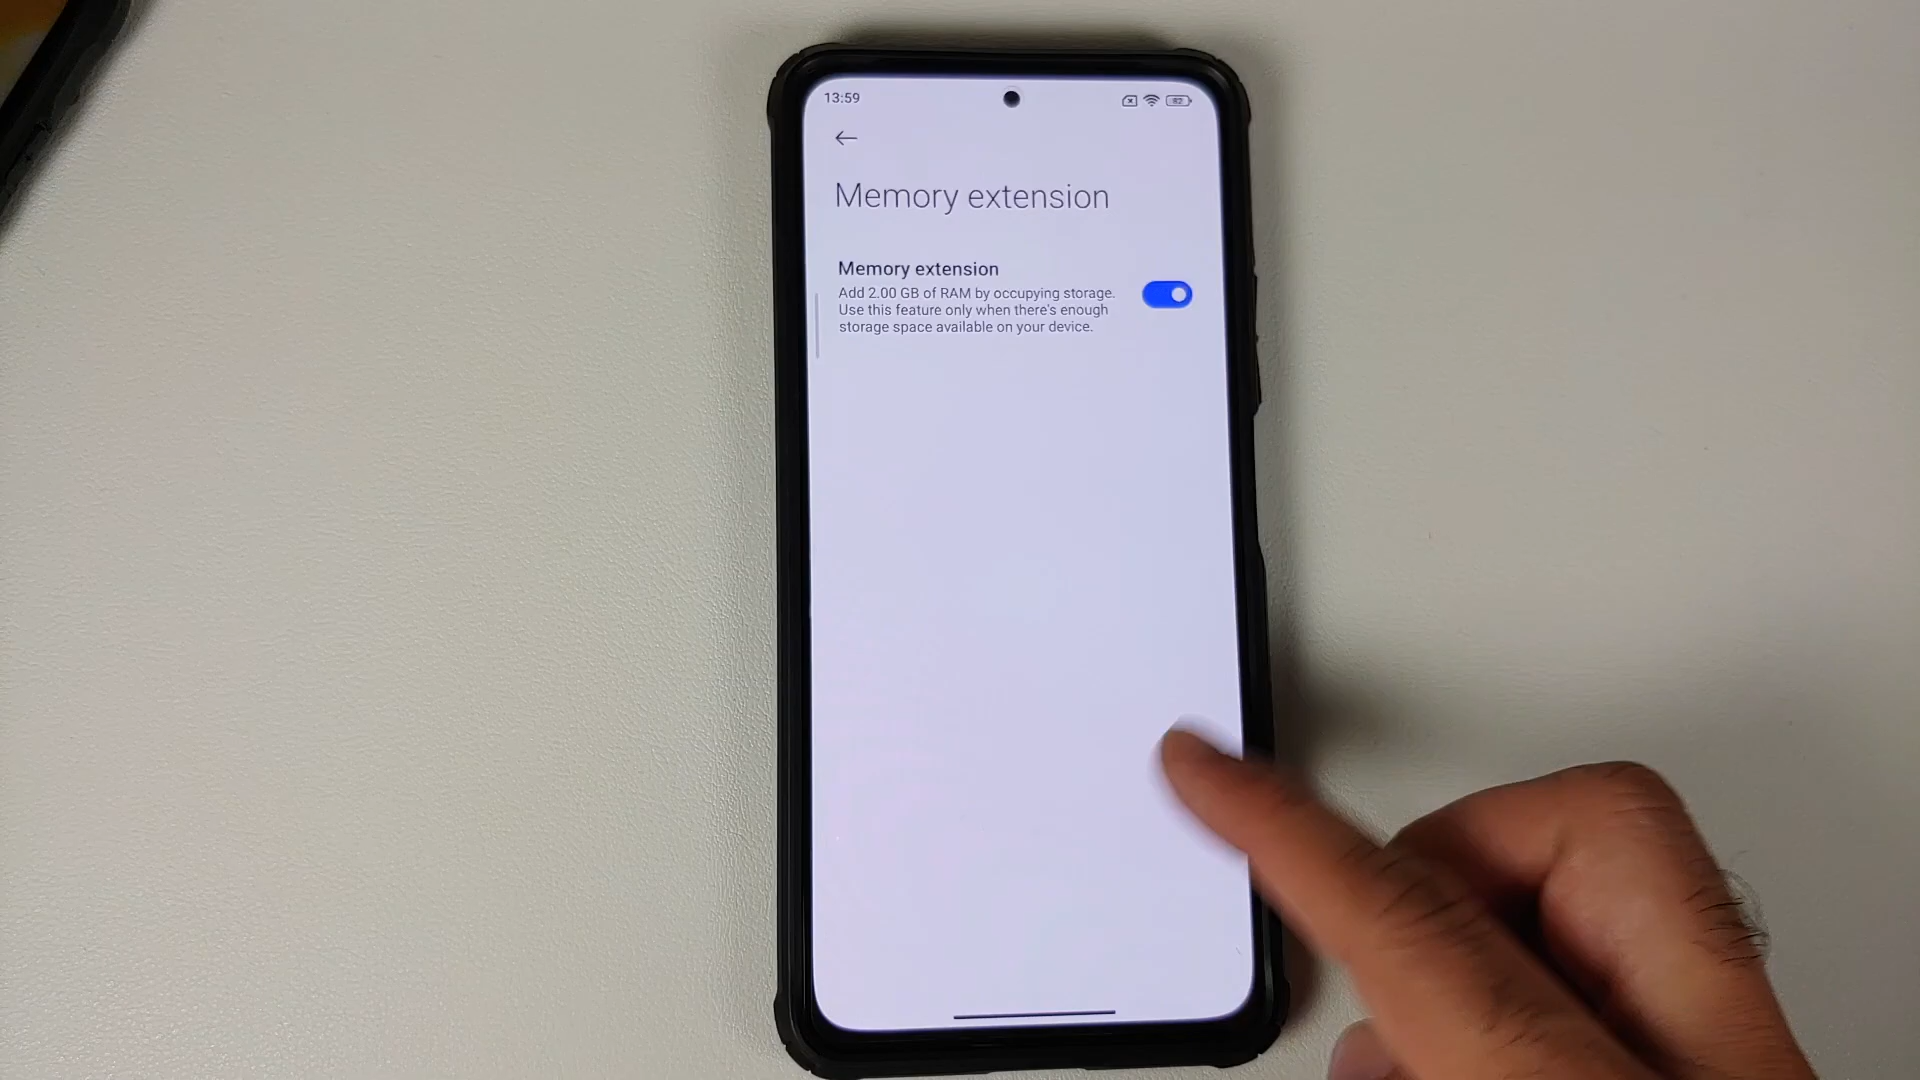 13:59
82
Memory extension
Memory extension
Add 2.00 GB of RAM by occupying storage.
Use this feature only when there's enough
storage space available on your device.